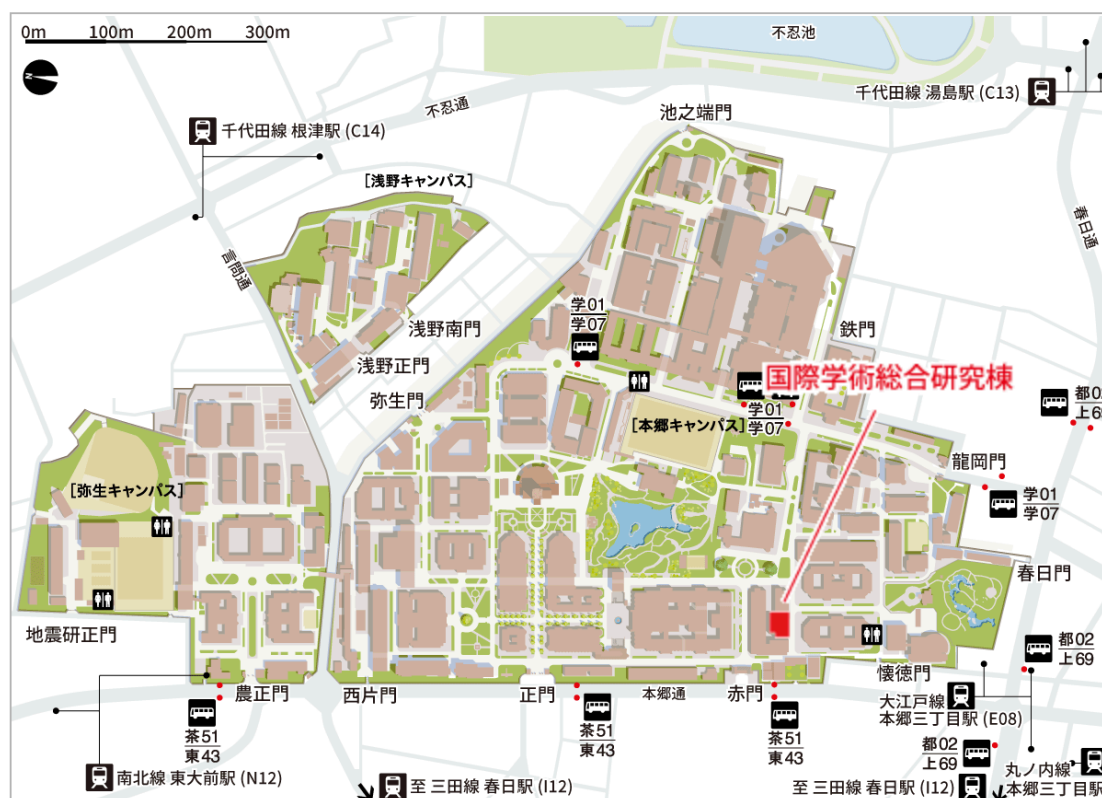 0m 100m 200m 300m
N
不忍池
千代田線 湯島駅 (C13)
不忍通
池之端門
千代田線 根津駅 (C14)
[浅野キャンパス]
春日通
言問通
学01
学07
浅野南門
鉄門
浅野正門
国際学術総合研究棟
弥生門
学01
学07
[本郷キャンパス]
都02
上69
龍岡門
[弥生キャンパス]
学01
学07
春日門
地震研正門
都02
上69
農正門
西片門
正門
本郷通
赤門
懐徳門
大江戸線
本郷三丁目駅 (E08)
茶51
東43
茶51
東43
茶51
東43
都02
上69
南北線 東大前駅 (N12)
至 三田線 春日駅 (I12)
至 三田線 春日駅 (I12)
丸ノ内線
本郷三丁目駅